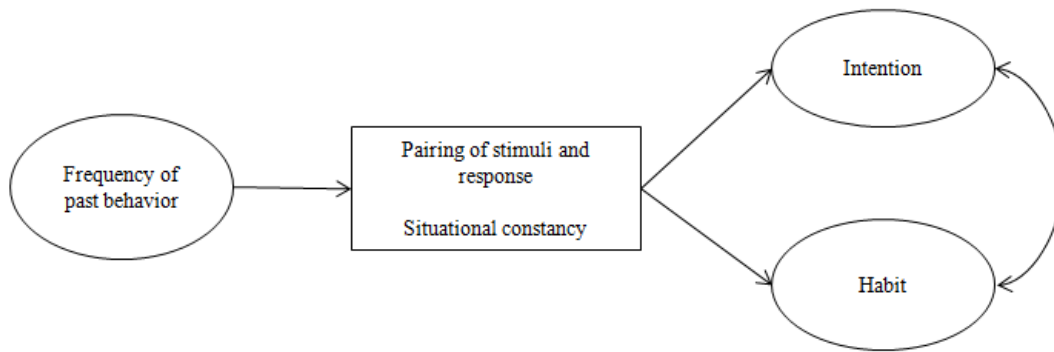 Frequency of
past behavior
Pairing of stimuli and
response
Situational constancy
Intention
Habit